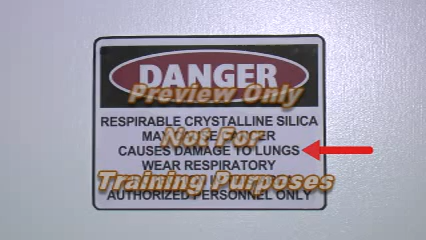 DANGER
Preview Only
RESPIRABLE CRYSTALLINE SILICA
MAY
Not For
CAUSES DAMAGE TO LUNGS
WEAR RESPIRATORY
Training Purposes
AUTHORIZED PERSONNEL ONLY